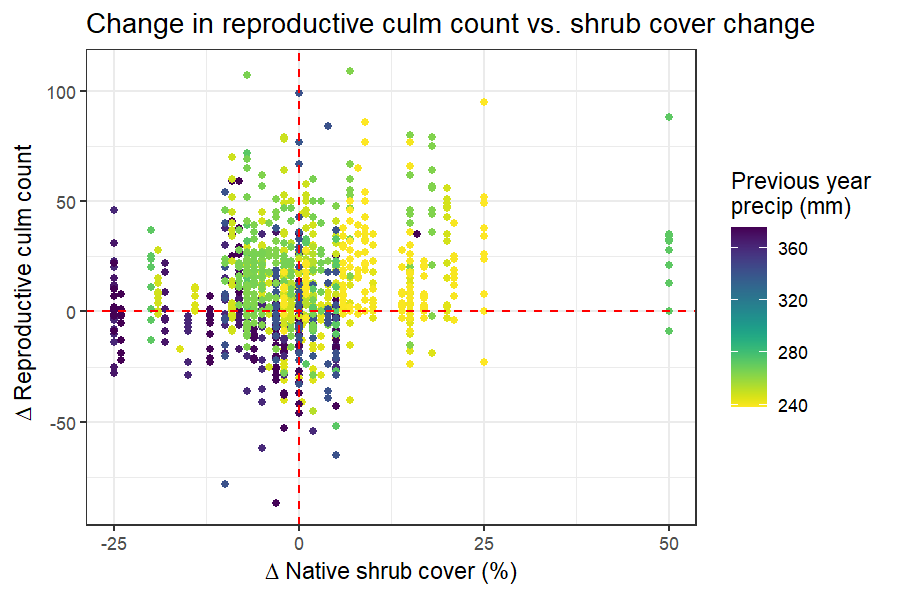 Change in reproductive culm count vs. shrub cover change
Δ Reproductive culm count
100
50
0
-50
-25
0
25
50
Δ Native shrub cover (%)
Previous year
precip (mm)
360
320
280
240